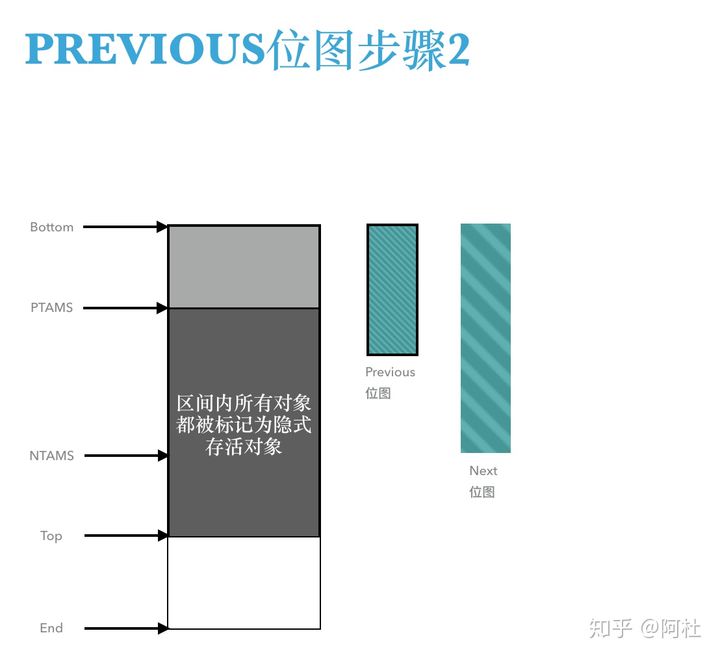 PREVIOUS位图步骤2
Bottom
PTAMS
区间内所有对象
都被标记为隐式
存活对象
NTAMS
Top
End
Previous
位图
Next
位图
知乎 @阿杜